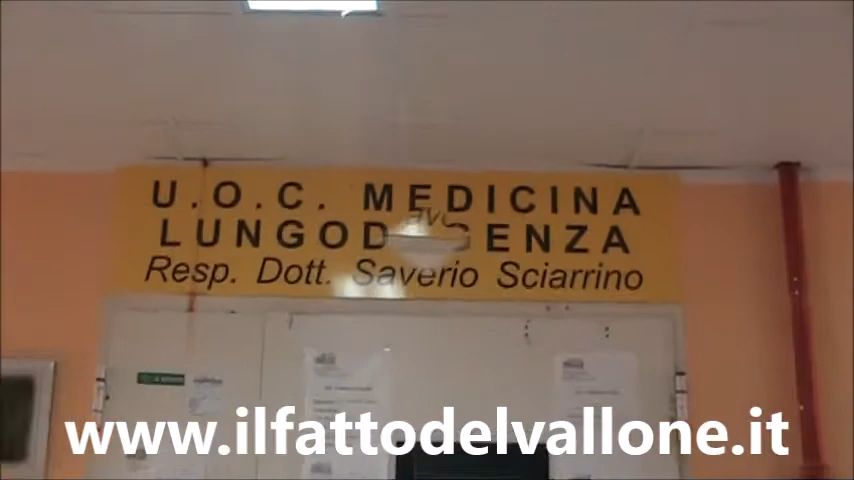 U.O.C. MEDICINA
LUNGODEGENZA
Resp. Dott. Saverio Sciarrino
www.ilfattodelvallone.it